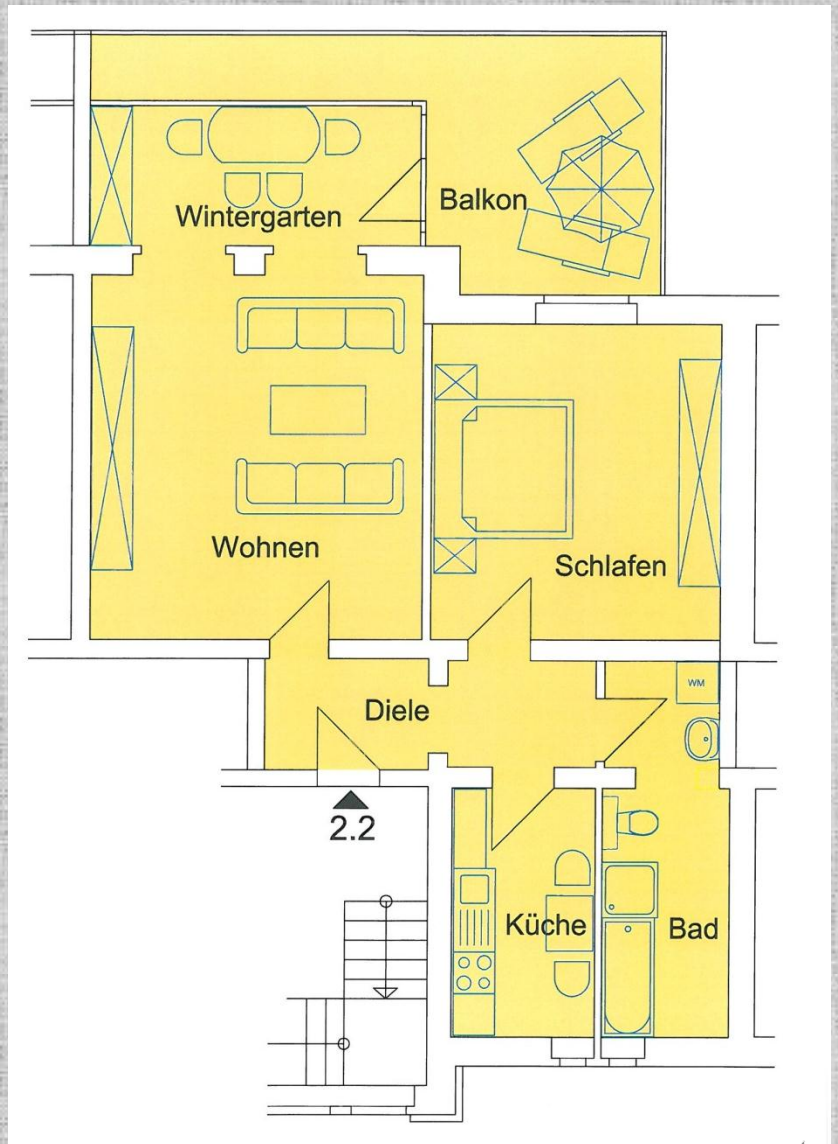 Wintergarten
Balkon
Wohnen
Schlafen
WM
Diele
2.2
Küche
Bad